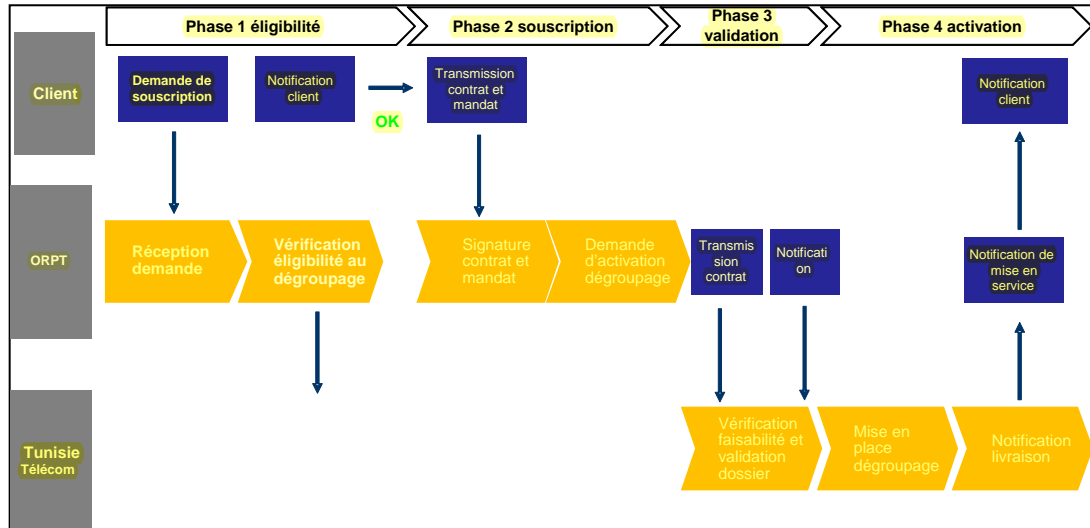 Phase 1 éligibilité
Phase 2 souscription
Phase 3
validation
Phase 4 activation
Client
Demande de
souscription
Notification
client
OK
Transmission
contrat et
mandat
Notification
client
ORPT
Réception
demande
Vérification
éligibilité au
dégroupage
Signature
contrat et
mandat
Demande
d'activation
dégroupage
Transmis
sion
contrat
Notificati
on
Notification de
mise en
service
Tunisie
Télécom
Vérification
faisabilité et
validation
dossier
Mise en
place
dégroupage
Notification
livraison